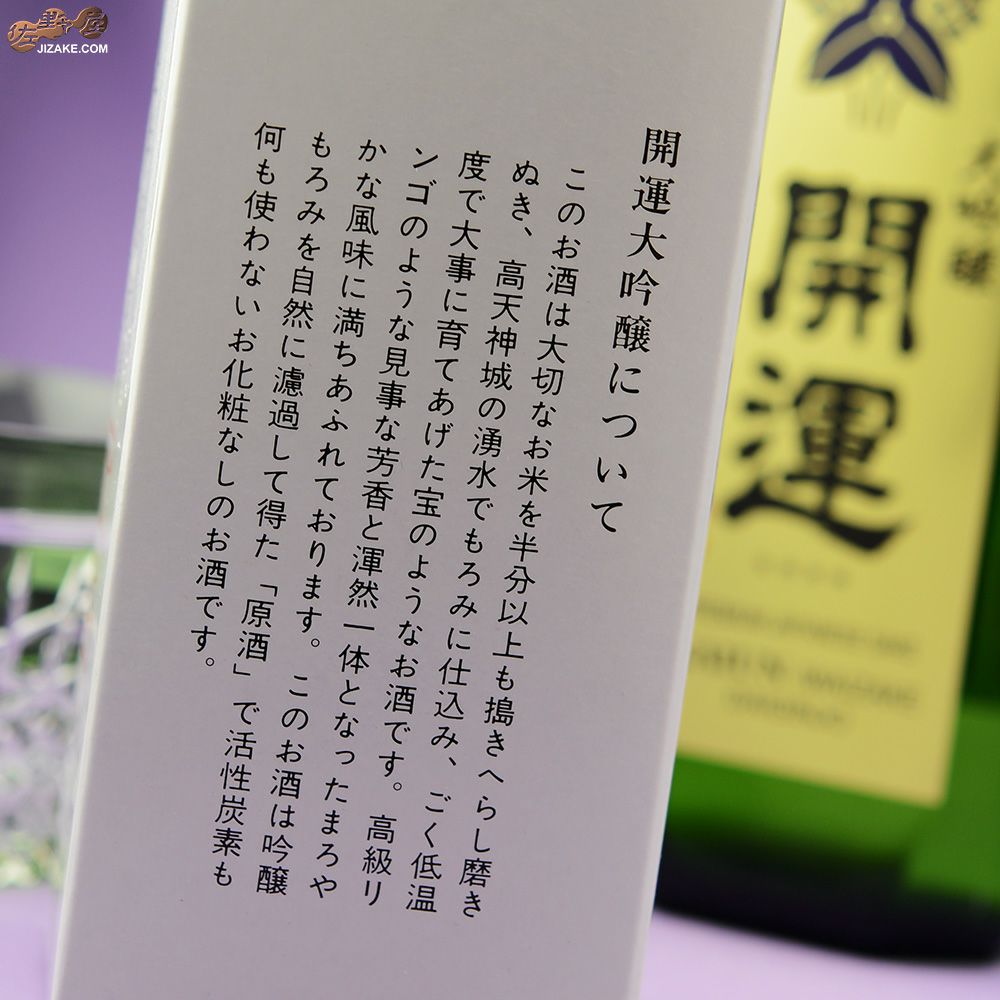 佐野屋
JIZAKE.COM
開運大吟醸について
このお酒は大切なお米を半分以上も搗きへらし磨き
ぬき、高天神城の湧水でもろみに仕込み、ごく低温
度で大事に育てあげた宝のようなお酒です。高級リ
ンゴのような見事な芳香と渾然一体となったまろや
かな風味に満ちあふれております。このお酒は吟醸
もろみを自然に濾過して得た「原酒」で活性炭素も
何も使わないお化粧なしのお酒です。
大吟醸
開運